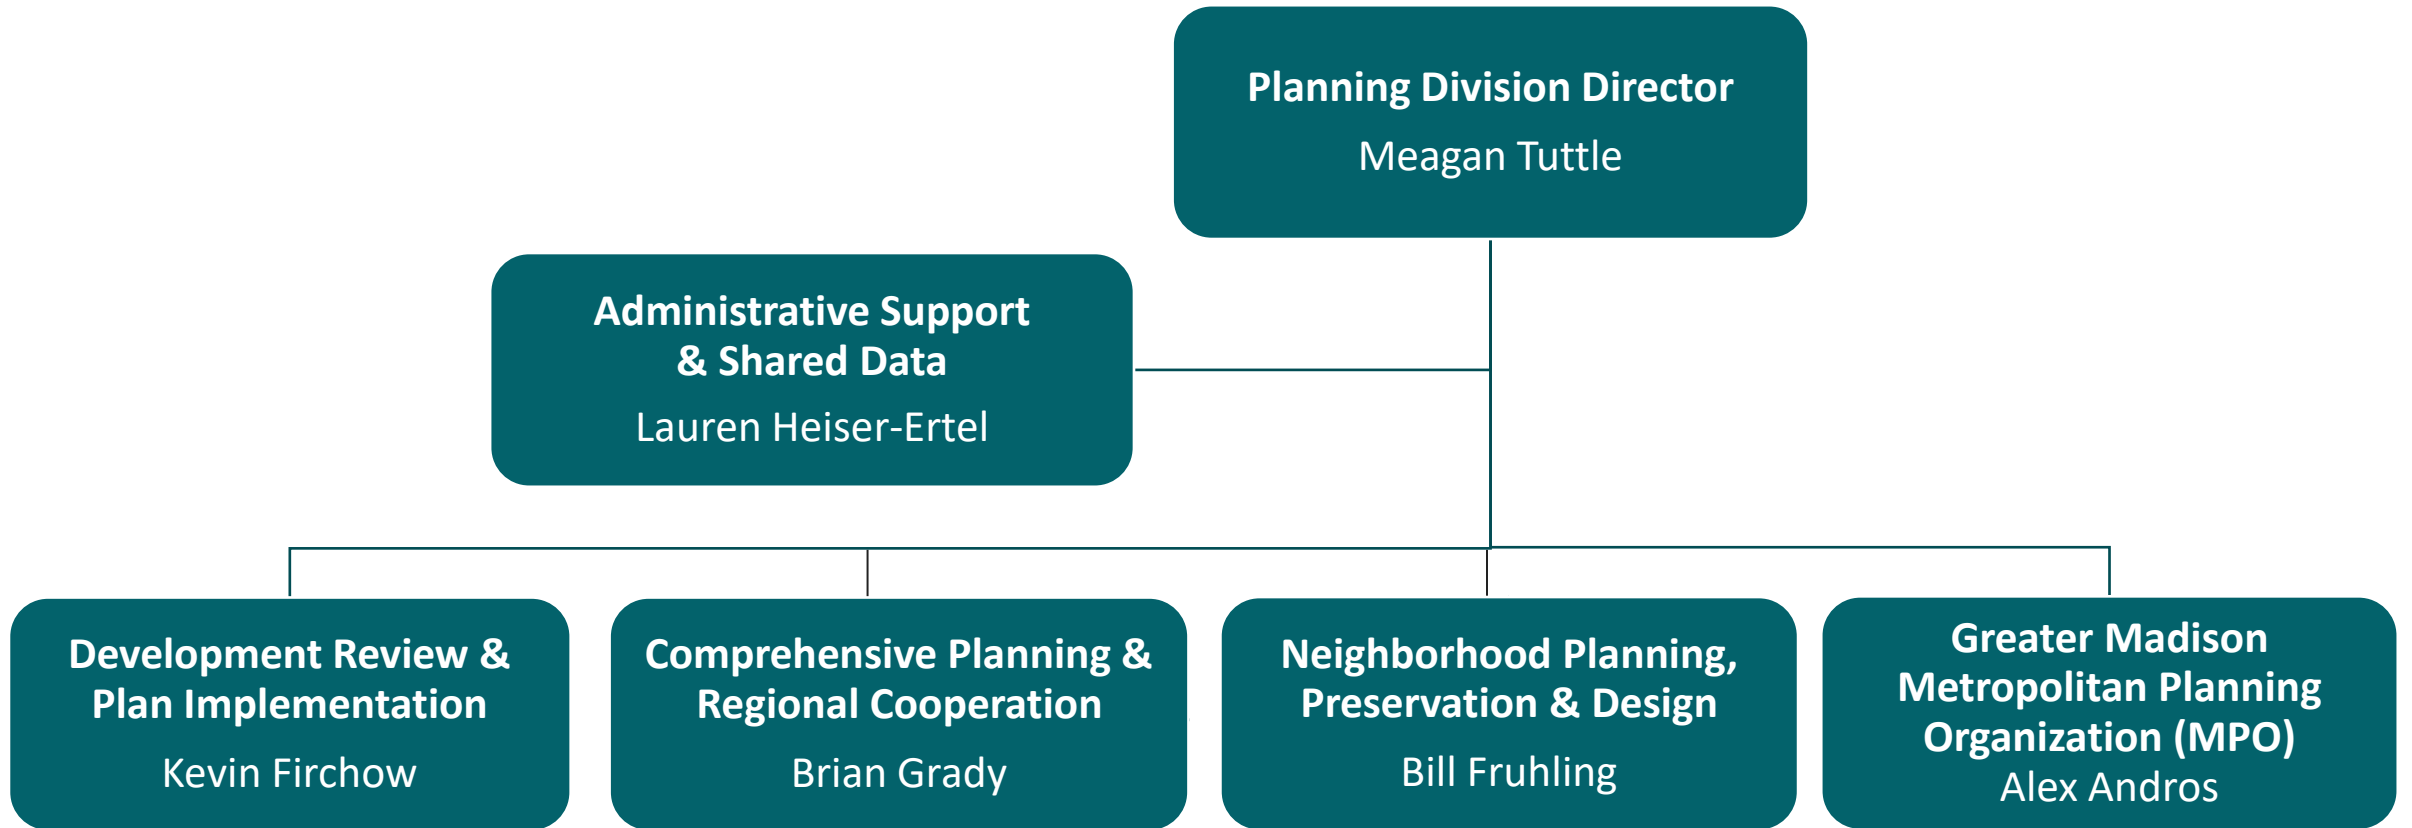 Planning Division Director
Meagan Tuttle
Administrative Support
& Shared Data
Lauren Heiser-Ertel
Development Review &
Plan Implementation
Kevin Firchow
Comprehensive Planning &
Regional Cooperation
Brian Grady
Neighborhood Planning,
Preservation & Design
Bill Fruhling
Greater Madison
Metropolitan Planning
Organization (MPO)
Alex Andros